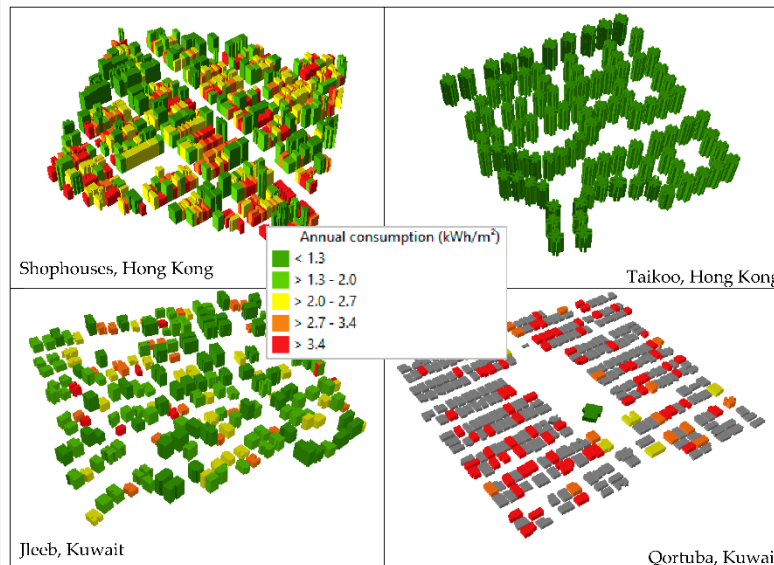 Shophouses, Hong Kong
Taikoo, Hong Kong
Annual consumption (kWh/m²)
< 1.3
> 1.3 - 2.0
> 2.0 - 2.7
> 2.7 - 3.4
> 3.4
Jleeb, Kuwait
Qortuba, Kuwai